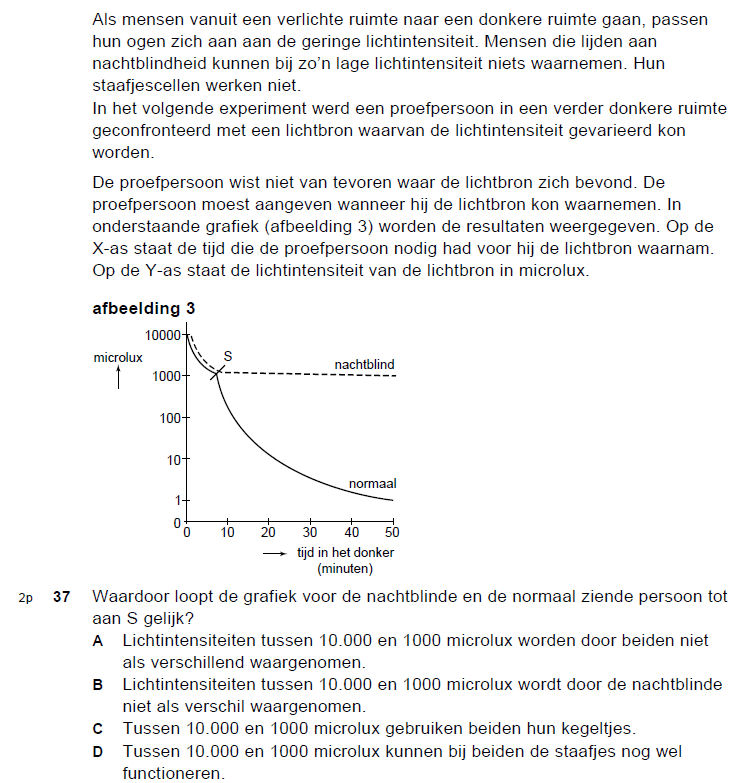 Als mensen vanuit een verlichte ruimte naar een donkere ruimte gaan, passen
hun ogen zich aan aan de geringe lichtintensiteit. Mensen die lijden aan
nachtblindheid kunnen bij zo'n lage lichtintensiteit niets waarnemen. Hun
staafjescellen werken niet.
In het volgende experiment werd een proefpersoon in een verder donkere ruimte
geconfronteerd met een lichtbron waarvan de lichtintensiteit gevarieerd kon
worden.
De proefpersoon wist niet van tevoren waar de lichtbron zich bevond. De
proefpersoon moest aangeven wanneer hij de lichtbron kon waarnemen. In
onderstaande grafiek (afbeelding 3) worden de resultaten weergegeven. Op de
X-as staat de tijd die de proefpersoon nodig had voor hij de lichtbron waarnam.
Op de Y-as staat de lichtintensiteit van de lichtbron in microlux.
afbeelding 3
10000
microlux
S
nachtblind
1000
100
10
normaal
1
0
0 10 20 30 40 50
tijd in het donker
(minuten)
2p 37 Waardoor loopt de grafiek voor de nachtblinde en de normaal ziende persoon tot
aan S gelijk?
A Lichtintensiteiten tussen 10.000 en 1000 microlux worden door beiden niet
als verschillend waargenomen.
B Lichtintensiteiten tussen 10.000 en 1000 microlux wordt door de nachtblinde
niet als verschil waargenomen.
C Tussen 10.000 en 1000 microlux gebruiken beiden hun kegeltjes.
D Tussen 10.000 en 1000 microlux kunnen bij beiden de staafjes nog wel
functioneren.